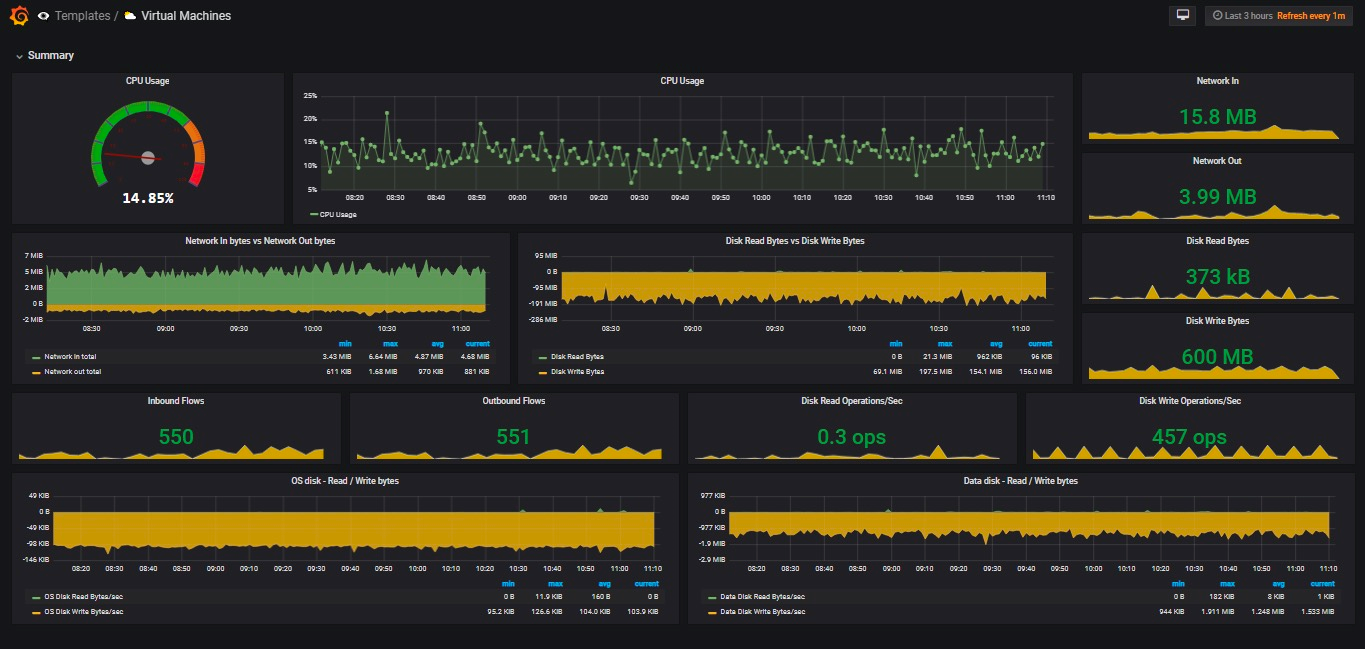 Templates / Virtual Machines
Last 3 hours Refresh every 1m
Summary
CPU Usage
14.85%
CPU Usage
25%
20%
15%
10%
5%
08:20 08:30 08:40 08:50 09:00 09:10 09:20 09:30 09:40 09:50 10:00 10:10 10:20 10:30 10:40 10:50 11:00 11:10
CPU Usage
Network In
15.8 MB
Network Out
3.99 MB
Network In bytes vs Network Out bytes
7 MiB
5 MiB
2 MiB
0 B
-2 MiB
08:30 09:00 09:30 10:00 10:30 11:00
min max avg current
Network In total 3.43 MiB 6.64 MiB 4.87 MiB 4.68 MiB
Network out total 611 KiB 1.68 MiB 970 KiB 881 KiB
Disk Read Bytes vs Disk Write Bytes
95 MiB
0 B
-95 MiB
-191 MiB
-286 MiB
08:30 09:00 09:30 10:00 10:30 11:00
min max avg current
Disk Read Bytes 0 B 21.3 MiB 962 KiB 96 KiB
Disk Write Bytes 69.1 MiB 197.5 MiB 154.1 MiB 156.0 MiB
Disk Read Bytes
373 kB
Disk Write Bytes
600 MB
Inbound Flows
550
Outbound Flows
551
Disk Read Operations/Sec
0.3 ops
Disk Write Operations/Sec
457 ops
OS disk - Read / Write bytes
49 KiB
0 B
-49 KiB
-98 KiB
-146 KiB
08:20 08:30 08:40 08:50 09:00 09:10 09:20 09:30 09:40 09:50 10:00 10:10 10:20 10:30 10:40 10:50 11:00 11:10
min max avg current
OS Disk Read Bytes/sec 0 B 11.9 KiB 160 B 0 B
OS Disk Write Bytes/sec 95.2 KiB 126.6 KiB 104.0 KiB 103.9 KiB
Data disk - Read / Write bytes
977 KiB
0 B
-977 KiB
-1.9 MiB
-2.9 MiB
08:20 08:30 08:40 08:50 09:00 09:10 09:20 09:30 09:40 09:50 10:00 10:10 10:20 10:30 10:40 10:50 11:00 11:10
min max avg current
Data Disk Read Bytes/sec 0 B 182 KiB 8 KiB 1 KiB
Data Disk Write Bytes/sec 944 KiB 1.911 MiB 1.248 MiB 1.533 MiB